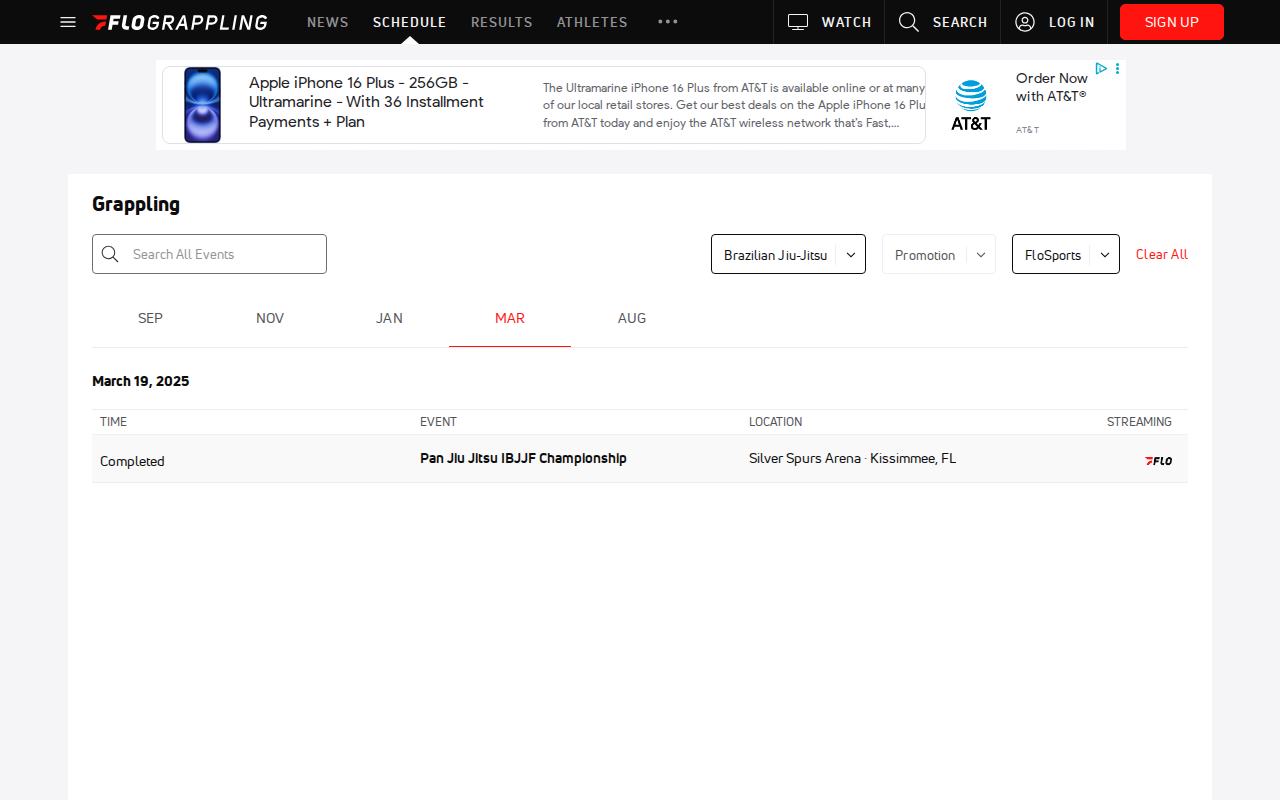 FLOGRAPPLING NEWS SCHEDULE RESULTS ATHLETES WATCH SEARCH LOG IN SIGN UP
Apple iPhone 16 Plus - 256GB -
Ultramarine - With 36 Installment
Payments + Plan
The Ultramarine iPhone 16 Plus from AT&T is available online or at many
of our local retail stores. Get our best deals on the Apple iPhone 16 Plu
from AT&T today and enjoy the AT&T wireless network that's Fast,...
AT&T
Order Now
with AT&T®
AT&T
Grappling
Search All Events Brazilian Jiu-Jitsu Promotion FloSports Clear All
SEP NOV JAN MAR AUG
March 19, 2025
TIME EVENT LOCATION STREAMING
Completed Pan Jiu Jitsu IBJJF Championship Silver Spurs Arena · Kissimmee, FL FLO